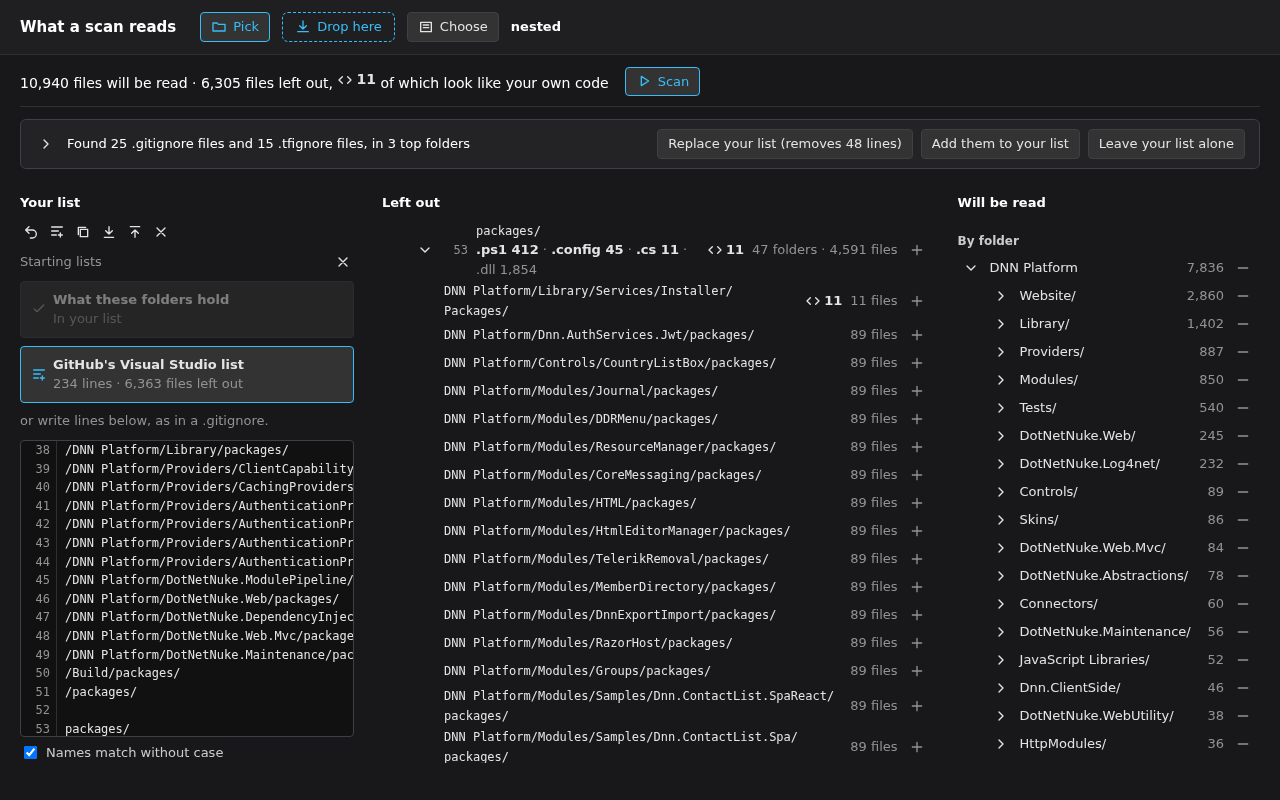 What a scan reads
Pick
Drop here
Choose
nested
10,940 files will be read · 6,305 files left out, <> 11 of which look like your own code
Scan
Found 25 .gitignore files and 15 .tfignore files, in 3 top folders
Replace your list (removes 48 lines)
Add them to your list
Leave your list alone
Your list
Starting lists
What these folders hold
In your list
GitHub's Visual Studio list
234 lines · 6,363 files left out
or write lines below, as in a .gitignore.
38 /DNN Platform/Library/packages/
39 /DNN Platform/Providers/ClientCapability
40 /DNN Platform/Providers/CachingProviders
41 /DNN Platform/Providers/AuthenticationPr
42 /DNN Platform/Providers/AuthenticationPr
43 /DNN Platform/Providers/AuthenticationPr
44 /DNN Platform/Providers/AuthenticationPr
45 /DNN Platform/DotNetNuke.ModulePipeline/
46 /DNN Platform/DotNetNuke.Web/packages/
47 /DNN Platform/DotNetNuke.DependencyInjec
48 /DNN Platform/DotNetNuke.Web.Mvc/package
49 /DNN Platform/DotNetNuke.Maintenance/pac
50 /Build/packages/
51 /packages/
52
53 packages/
Names match without case
Left out
packages/
53 .ps1 412 · .config 45 · .cs 11 · <> 11 47 folders · 4,591 files
.dll 1,854
DNN Platform/Library/Services/Installer/
Packages/ <> 11 11 files
DNN Platform/Dnn.AuthServices.Jwt/packages/ 89 files
DNN Platform/Controls/CountryListBox/packages/ 89 files
DNN Platform/Modules/Journal/packages/ 89 files
DNN Platform/Modules/DDRMenu/packages/ 89 files
DNN Platform/Modules/ResourceManager/packages/ 89 files
DNN Platform/Modules/CoreMessaging/packages/ 89 files
DNN Platform/Modules/HTML/packages/ 89 files
DNN Platform/Modules/HtmlEditorManager/packages/ 89 files
DNN Platform/Modules/TelerikRemoval/packages/ 89 files
DNN Platform/Modules/MemberDirectory/packages/ 89 files
DNN Platform/Modules/DnnExportImport/packages/ 89 files
DNN Platform/Modules/RazorHost/packages/ 89 files
DNN Platform/Modules/Groups/packages/ 89 files
DNN Platform/Modules/Samples/Dnn.ContactList.SpaReact/
packages/ 89 files
DNN Platform/Modules/Samples/Dnn.ContactList.Spa/
packages/ 89 files
Will be read
By folder
DNN Platform 7,836
Website/ 2,860
Library/ 1,402
Providers/ 887
Modules/ 850
Tests/ 540
DotNetNuke.Web/ 245
DotNetNuke.Log4net/ 232
Controls/ 89
Skins/ 86
DotNetNuke.Web.Mvc/ 84
DotNetNuke.Abstractions/ 78
Connectors/ 60
DotNetNuke.Maintenance/ 56
JavaScript Libraries/ 52
Dnn.ClientSide/ 46
DotNetNuke.WebUtility/ 38
HttpModules/ 36